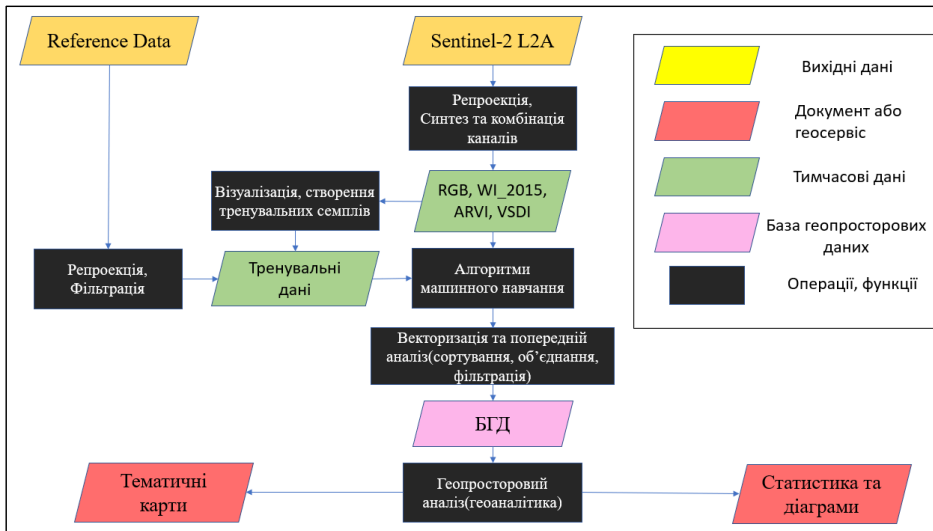 Reference Data
Sentinel-2 L2A
Репроекція,
Синтез та комбінація
каналів
Візуалізація, створення
тренувальних семплів
RGB, WI_2015,
ARVI, VSDI
Репроекція,
Фільтрація
Тренувальні
дані
Алгоритми
машинного навчання
Векторизація та попередній
аналіз(сортування, об’єднання,
фільтрація)
БГД
Тематичні
карти
Геопросторовий
аналіз(геоаналітика)
Статистика та
діаграми
Вихідні дані
Документ або
геосервіс
Тимчасові дані
База геопросторових
даних
Операції, функції